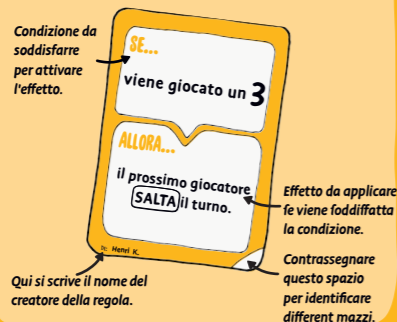 Condizione da
soddisfarre
per attivare
l'effetto.
SE...
viene giocato un 3
ALLORA...
il prossimo giocatore
SALTA il turno.
Effetto da applicare
fe viene foddiffatta
la condizione.
Di: Henri K.
Qui si scrive il nome del
creatore della regola.
Contrassegnare
questo spazio
per identificare
different mazzi.